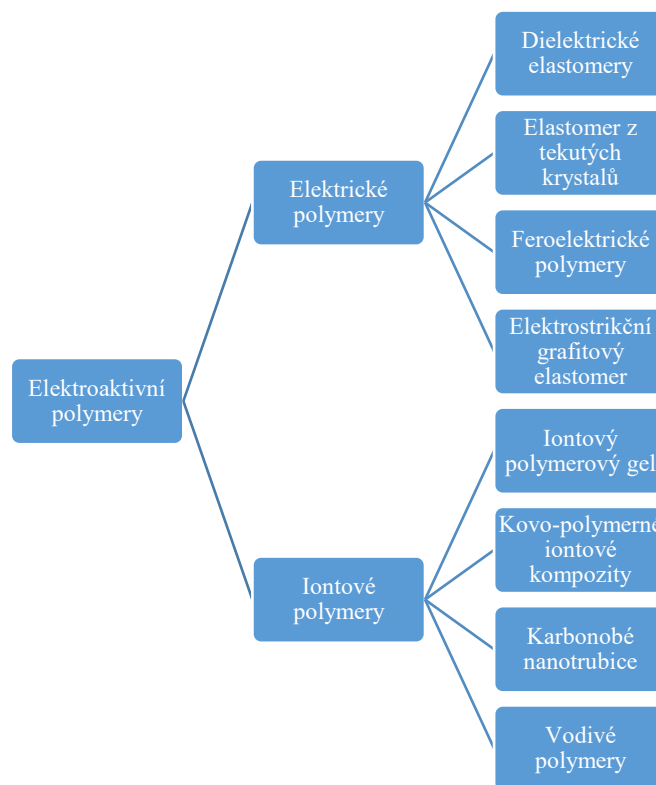 Elektroaktivní
polymery
Elektrické
polymery
Dielektrické
elastomery
Elastomer z
tekutých
krystalů
Feroelektrické
polymery
Elektrostrikční
grafitový
elastomer
Iontové
polymery
Iontový
polymerový gel
Kovo-polymerné
iontové
kompozity
Karbonobé
nanotrubice
Vodivé
polymery